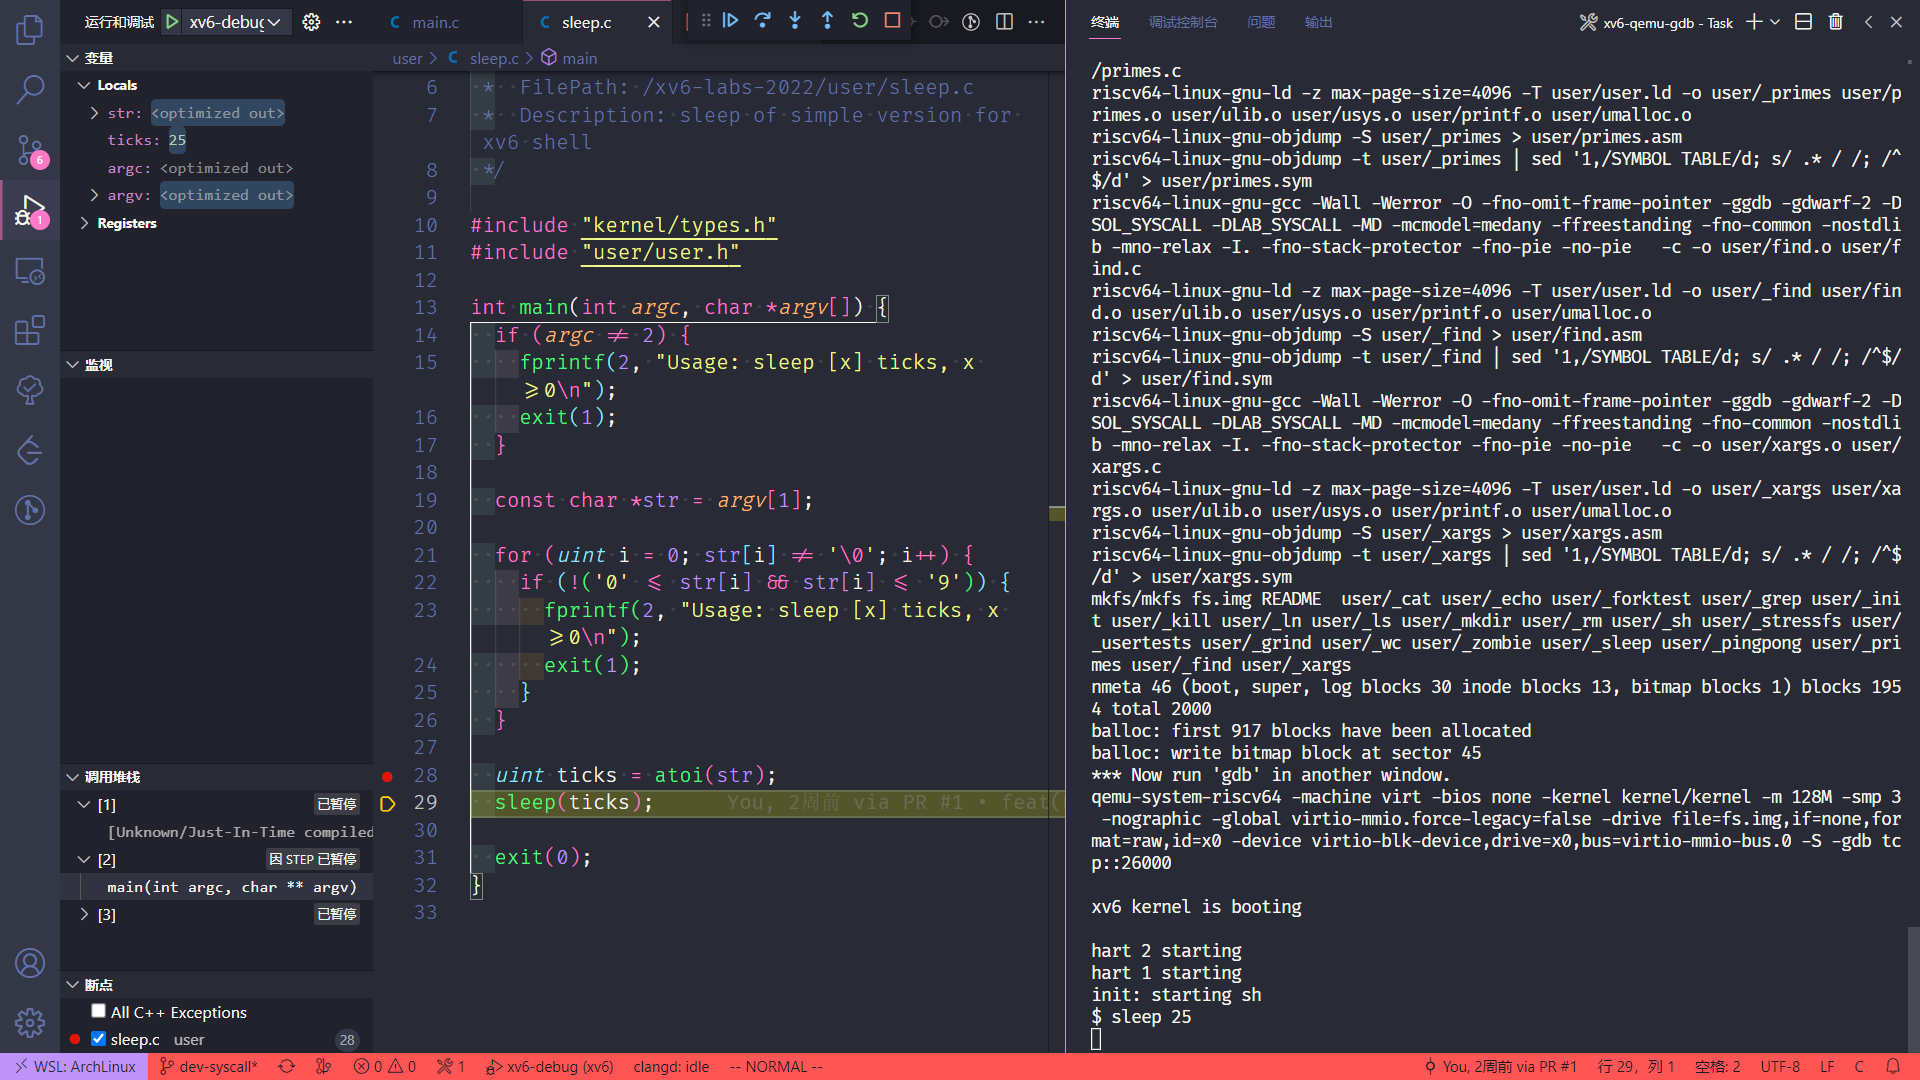 运行和调试 xv6-debug
main.c
sleep.c
终端 调试控制台 问题 输出
xv6-qemu-gdb - Task
变量
Locals
str: <optimized out>
ticks: 25
argc: <optimized out>
argv: <optimized out>
Registers
监视
调用堆栈
[1] 已暂停
[Unknown/Just-In-Time compiled
[2] 因 STEP 已暂停
main(int argc, char ** argv)
[3] 已暂停
断点
All C++ Exceptions
sleep.c user 28
6
1
user > C sleep.c > main
6 * FilePath: /xv6-labs-2022/user/sleep.c
7 * Description: sleep of simple version for
xv6 shell
8 */
9
10 #include "kernel/types.h"
11 #include "user/user.h"
12
13 int main(int argc, char *argv[]) {
14 if (argc != 2) {
15 fprintf(2, "Usage: sleep [x] ticks, x
>=0\n");
16 exit(1);
17 }
18
19 const char *str = argv[1];
20
21 for (uint i = 0; str[i] != '\0'; i++) {
22 if (!('0' <= str[i] && str[i] <= '9')) {
23 fprintf(2, "Usage: sleep [x] ticks, x
>=0\n");
24 exit(1);
25 }
26 }
27
28 uint ticks = atoi(str);
29 sleep(ticks); You, 2周前 via PR #1 • feat(
30
31 exit(0);
32 }
33
/primes.c
riscv64-linux-gnu-ld -z max-page-size=4096 -T user/user.ld -o user/_primes user/p
rimes.o user/ulib.o user/usys.o user/printf.o user/umalloc.o
riscv64-linux-gnu-objdump -S user/_primes > user/primes.asm
riscv64-linux-gnu-objdump -t user/_primes | sed '1,/SYMBOL TABLE/d; s/ .* / /; /^
$/d' > user/primes.sym
riscv64-linux-gnu-gcc -Wall -Werror -O -fno-omit-frame-pointer -ggdb -gdwarf-2 -D
SOL_SYSCALL -DLAB_SYSCALL -MD -mcmodel=medany -ffreestanding -fno-common -nostdli
b -mno-relax -I. -fno-stack-protector -fno-pie -no-pie   -c -o user/find.o user/f
ind.c
riscv64-linux-gnu-ld -z max-page-size=4096 -T user/user.ld -o user/_find user/fin
d.o user/ulib.o user/usys.o user/printf.o user/umalloc.o
riscv64-linux-gnu-objdump -S user/_find > user/find.asm
riscv64-linux-gnu-objdump -t user/_find | sed '1,/SYMBOL TABLE/d; s/ .* / /; /^$/
d' > user/find.sym
riscv64-linux-gnu-gcc -Wall -Werror -O -fno-omit-frame-pointer -ggdb -gdwarf-2 -D
SOL_SYSCALL -DLAB_SYSCALL -MD -mcmodel=medany -ffreestanding -fno-common -nostdli
b -mno-relax -I. -fno-stack-protector -fno-pie -no-pie   -c -o user/xargs.o user/
xargs.c
riscv64-linux-gnu-ld -z max-page-size=4096 -T user/user.ld -o user/_xargs user/xa
rgs.o user/ulib.o user/usys.o user/printf.o user/umalloc.o
riscv64-linux-gnu-objdump -S user/_xargs > user/xargs.asm
riscv64-linux-gnu-objdump -t user/_xargs | sed '1,/SYMBOL TABLE/d; s/ .* / /; /^$
/d' > user/xargs.sym
mkfs/mkfs fs.img README  user/_cat user/_echo user/_forktest user/_grep user/_ini
t user/_kill user/_ln user/_ls user/_mkdir user/_rm user/_sh user/_stressfs user/
_usertests user/_grind user/_wc user/_zombie user/_sleep user/_pingpong user/_pri
mes user/_find user/_xargs
nmeta 46 (boot, super, log blocks 30 inode blocks 13, bitmap blocks 1) blocks 195
4 total 2000
balloc: first 917 blocks have been allocated
balloc: write bitmap block at sector 45
*** Now run 'gdb' in another window.
qemu-system-riscv64 -machine virt -bios none -kernel kernel/kernel -m 128M -smp 3
-nographic -global virtio-mmio.force-legacy=false -drive file=fs.img,if=none,for
mat=raw,id=x0 -device virtio-blk-device,drive=x0,bus=virtio-mmio-bus.0 -S -gdb tc
p::26000
xv6 kernel is booting
hart 2 starting
hart 1 starting
init: starting sh
$ sleep 25
WSL: ArchLinux dev-syscall* 0 0 1 xv6-debug (xv6) clangd: idle -- NORMAL -- You, 2周前 via PR #1 行 29，列 1 空格: 2 UTF-8 LF C